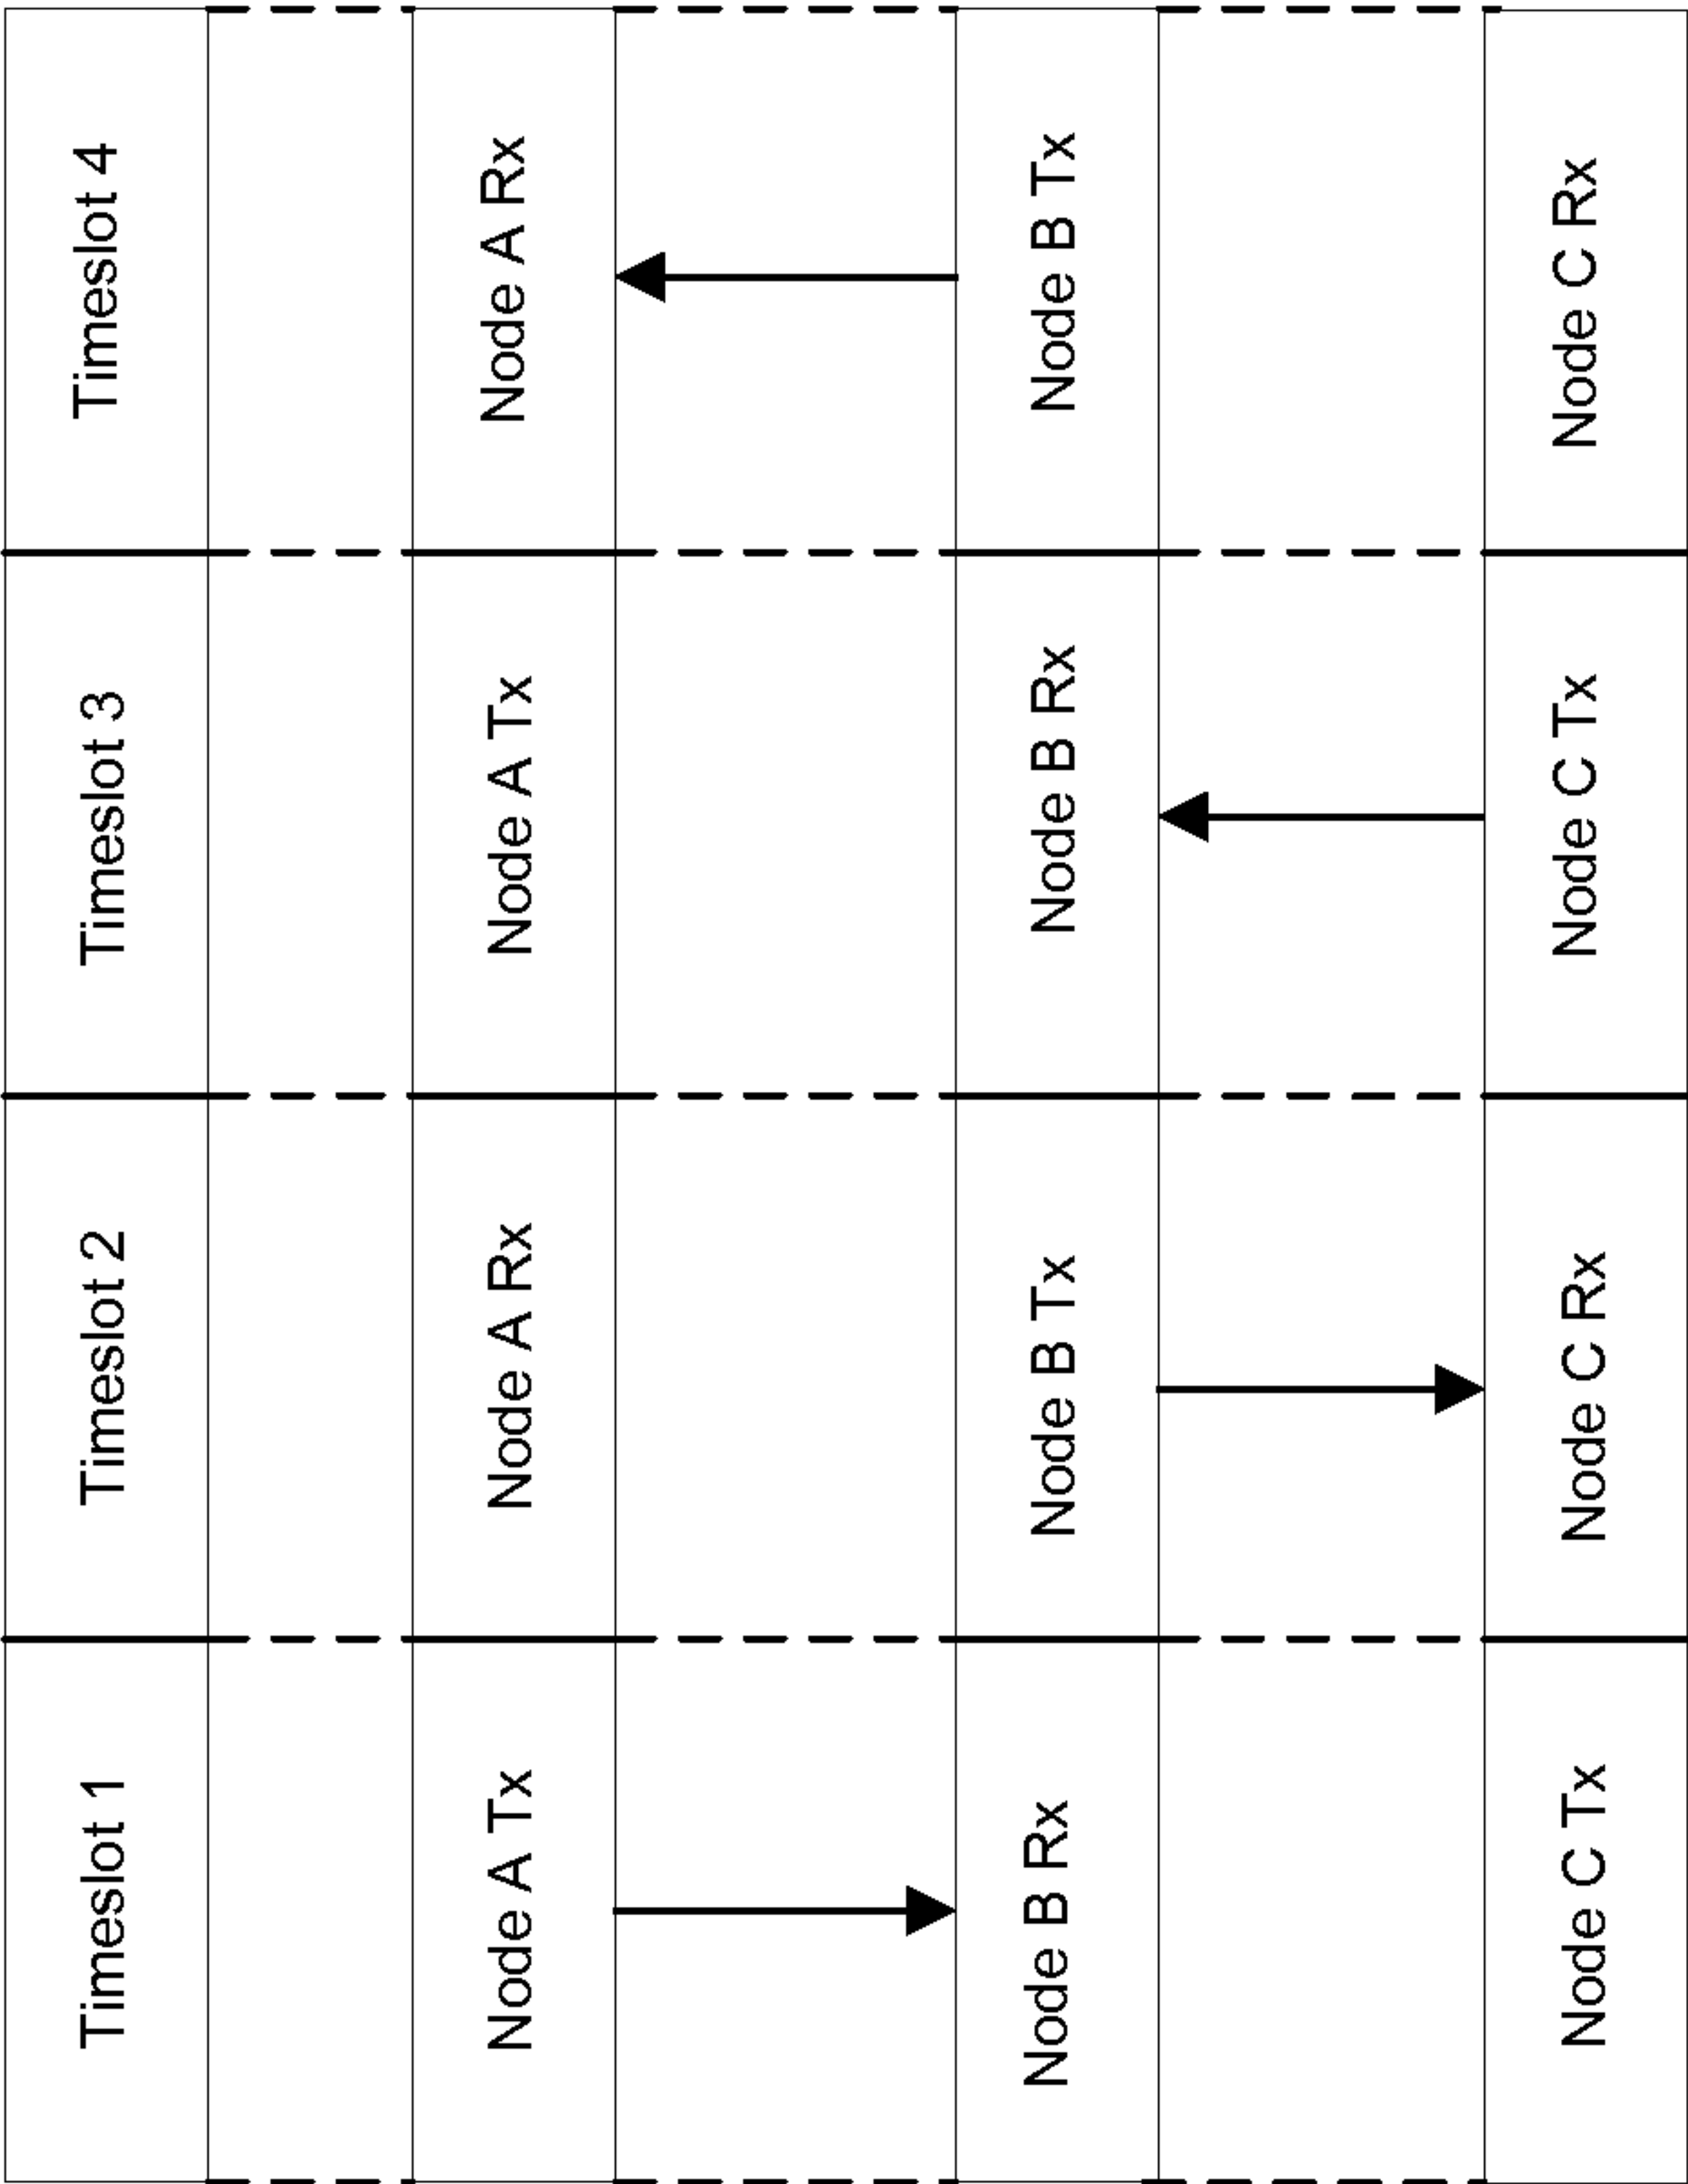 Timeslot 1
Timeslot 2
Timeslot 3
Timeslot 4
Node A Tx
Node A Rx
Node A Tx
Node A Rx
Node B Rx
Node B Tx
Node B Rx
Node B Tx
Node C Tx
Node C Rx
Node C Tx
Node C Rx